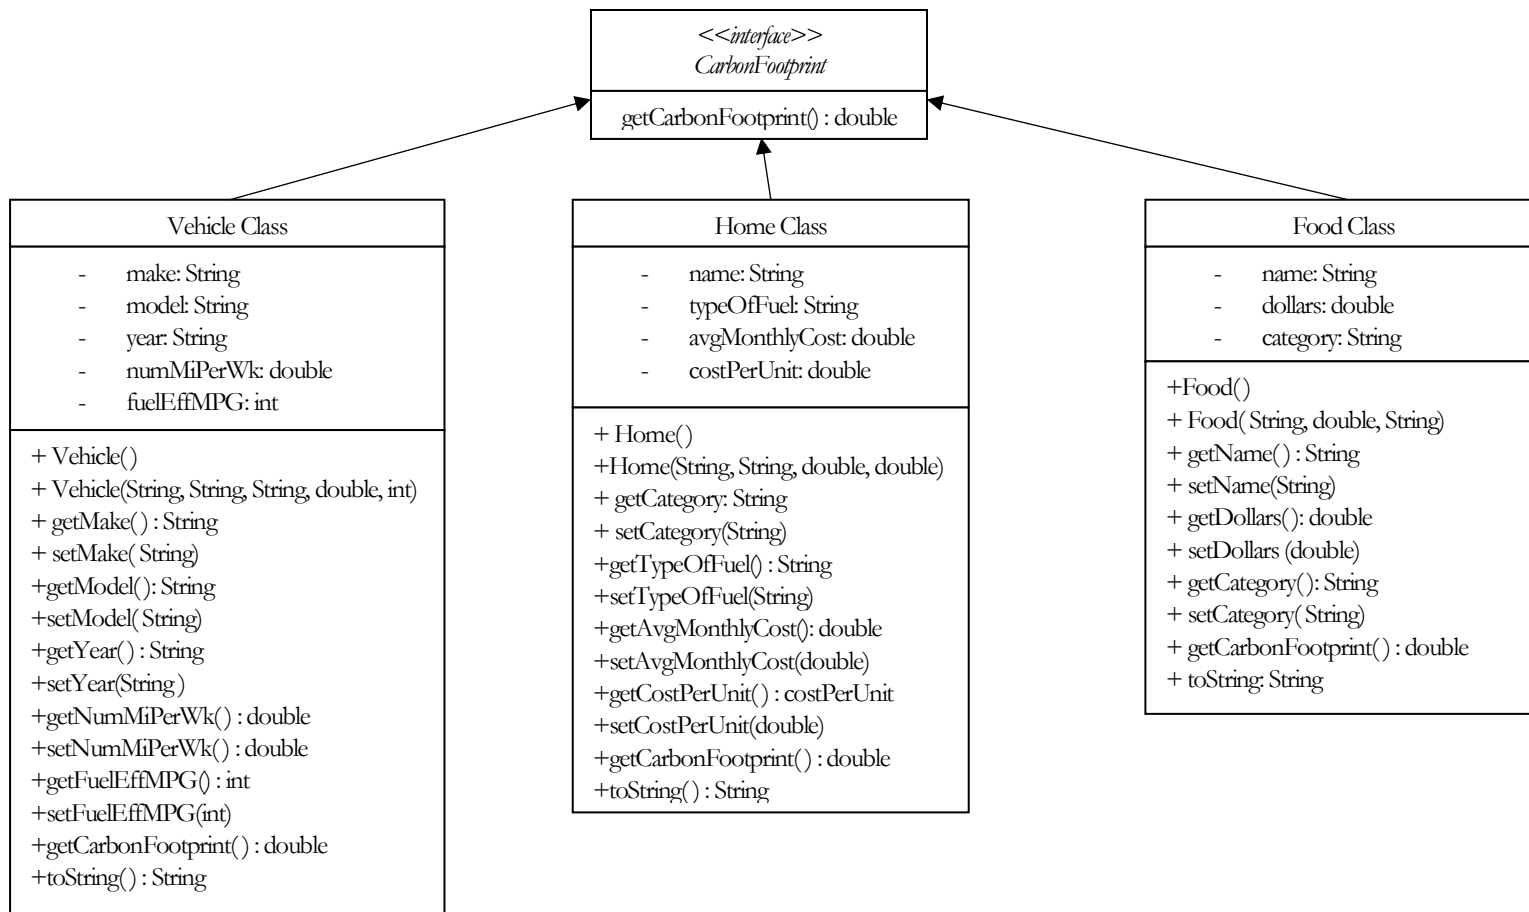 <<interface>>
CarbonFootprint
getCarbonFootprint() : double
Vehicle Class
- make: String
- model: String
- year: String
- numMiPerWk: double
- fuelEffMPG: int
+ Vehicle()
+ Vehicle(String, String, String, double, int)
+ getMake() : String
+ setMake( String)
+getModel(): String
+setModel( String)
+getYear() : String
+setYear(String )
+getNumMiPerWk() : double
+setNumMiPerWk() : double
+getFuelEffMPG() : int
+setFuelEffMPG(int)
+getCarbonFootprint() : double
+toString() : String
Home Class
- name: String
- typeOfFuel: String
- avgMonthlyCost: double
- costPerUnit: double
+ Home()
+Home(String, String, double, double)
+ getCategory: String
+ setCategory(String)
+getTypeOfFuel() : String
+setTypeOfFuel(String)
+getAvgMonthlyCost(): double
+setAvgMonthlyCost(double)
+getCostPerUnit() : costPerUnit
+setCostPerUnit(double)
+getCarbonFootprint() : double
+toString() : String
Food Class
- name: String
- dollars: double
- category: String
+Food()
+ Food( String, double, String)
+ getName() : String
+ setName(String)
+ getDollars(): double
+ setDollars (double)
+ getCategory(): String
+ setCategory( String)
+ getCarbonFootprint() : double
+ toString: String